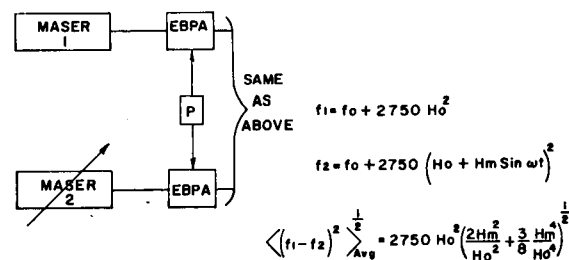 MASER
1
EBPA
SAME
AS
ABOVE
P
MASER
2
EBPA
f1 = fo + 2750 Ho²
f2 = fo + 2750 (Ho + Hm Sin ωt)²
⟨(f1 - f2)²⟩^1/2 Avg = 2750 Ho² (2Hm²/Ho² + 3/8 Hm⁴/Ho⁴)^1/2